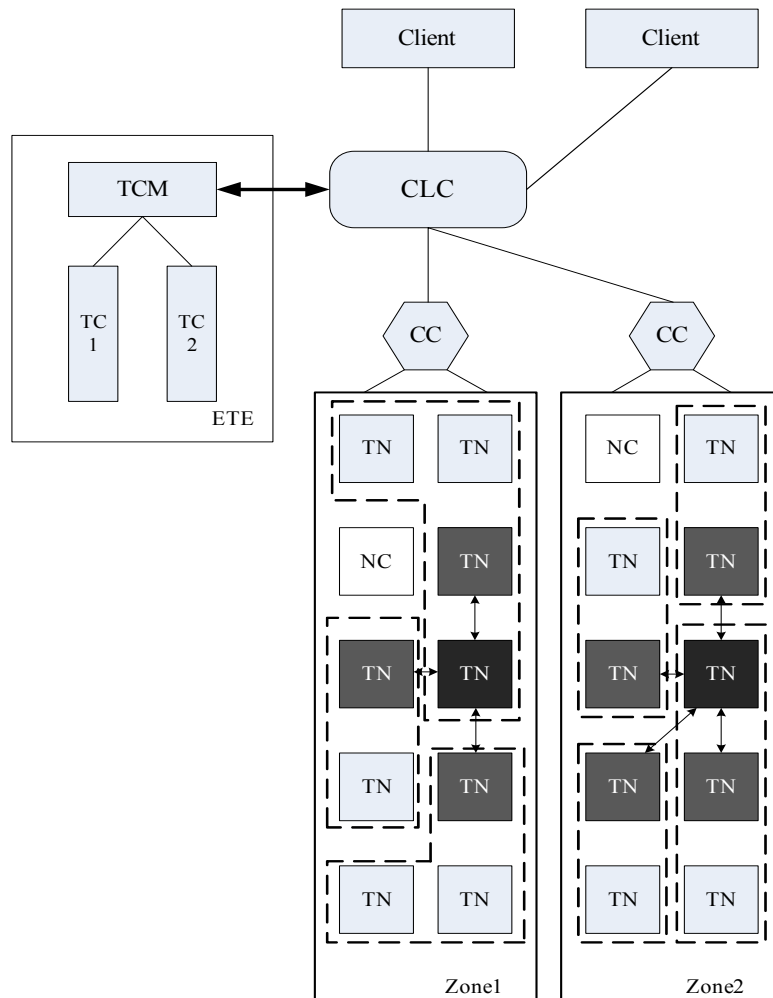 Client Client
TCM CLC
TC
1
TC
2
ETE
CC CC
TN TN NC TN
NC TN TN TN
TN TN TN TN
TN TN TN TN
TN TN TN TN
Zone1 Zone2